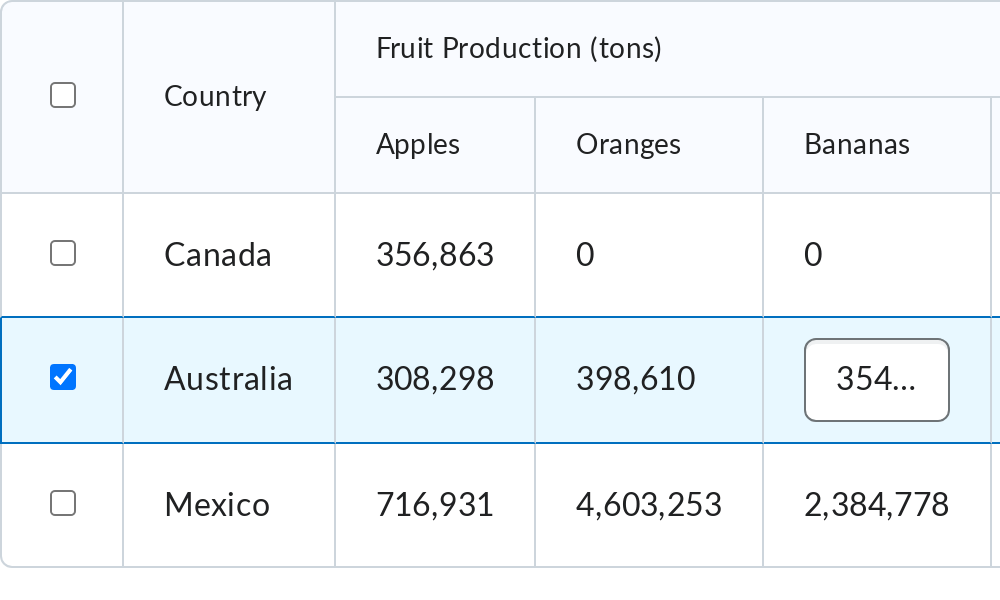 Country
Fruit Production (tons)
Apples Oranges Bananas
Canada 356,863 0 0
Australia 308,298 398,610 354...
Mexico 716,931 4,603,253 2,384,778